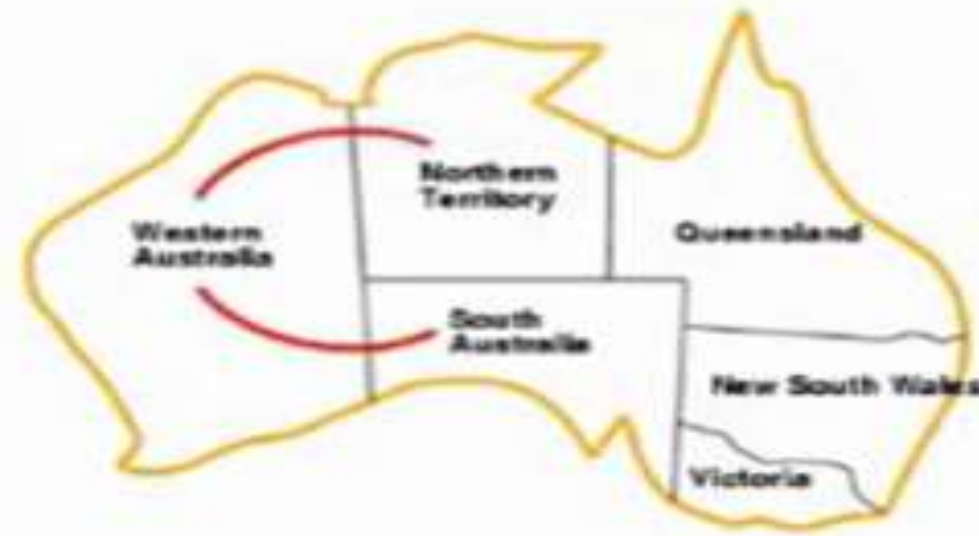 Northern
Territory
Western
Australia
Queensland
South
Australia
New South Wales
Victoria